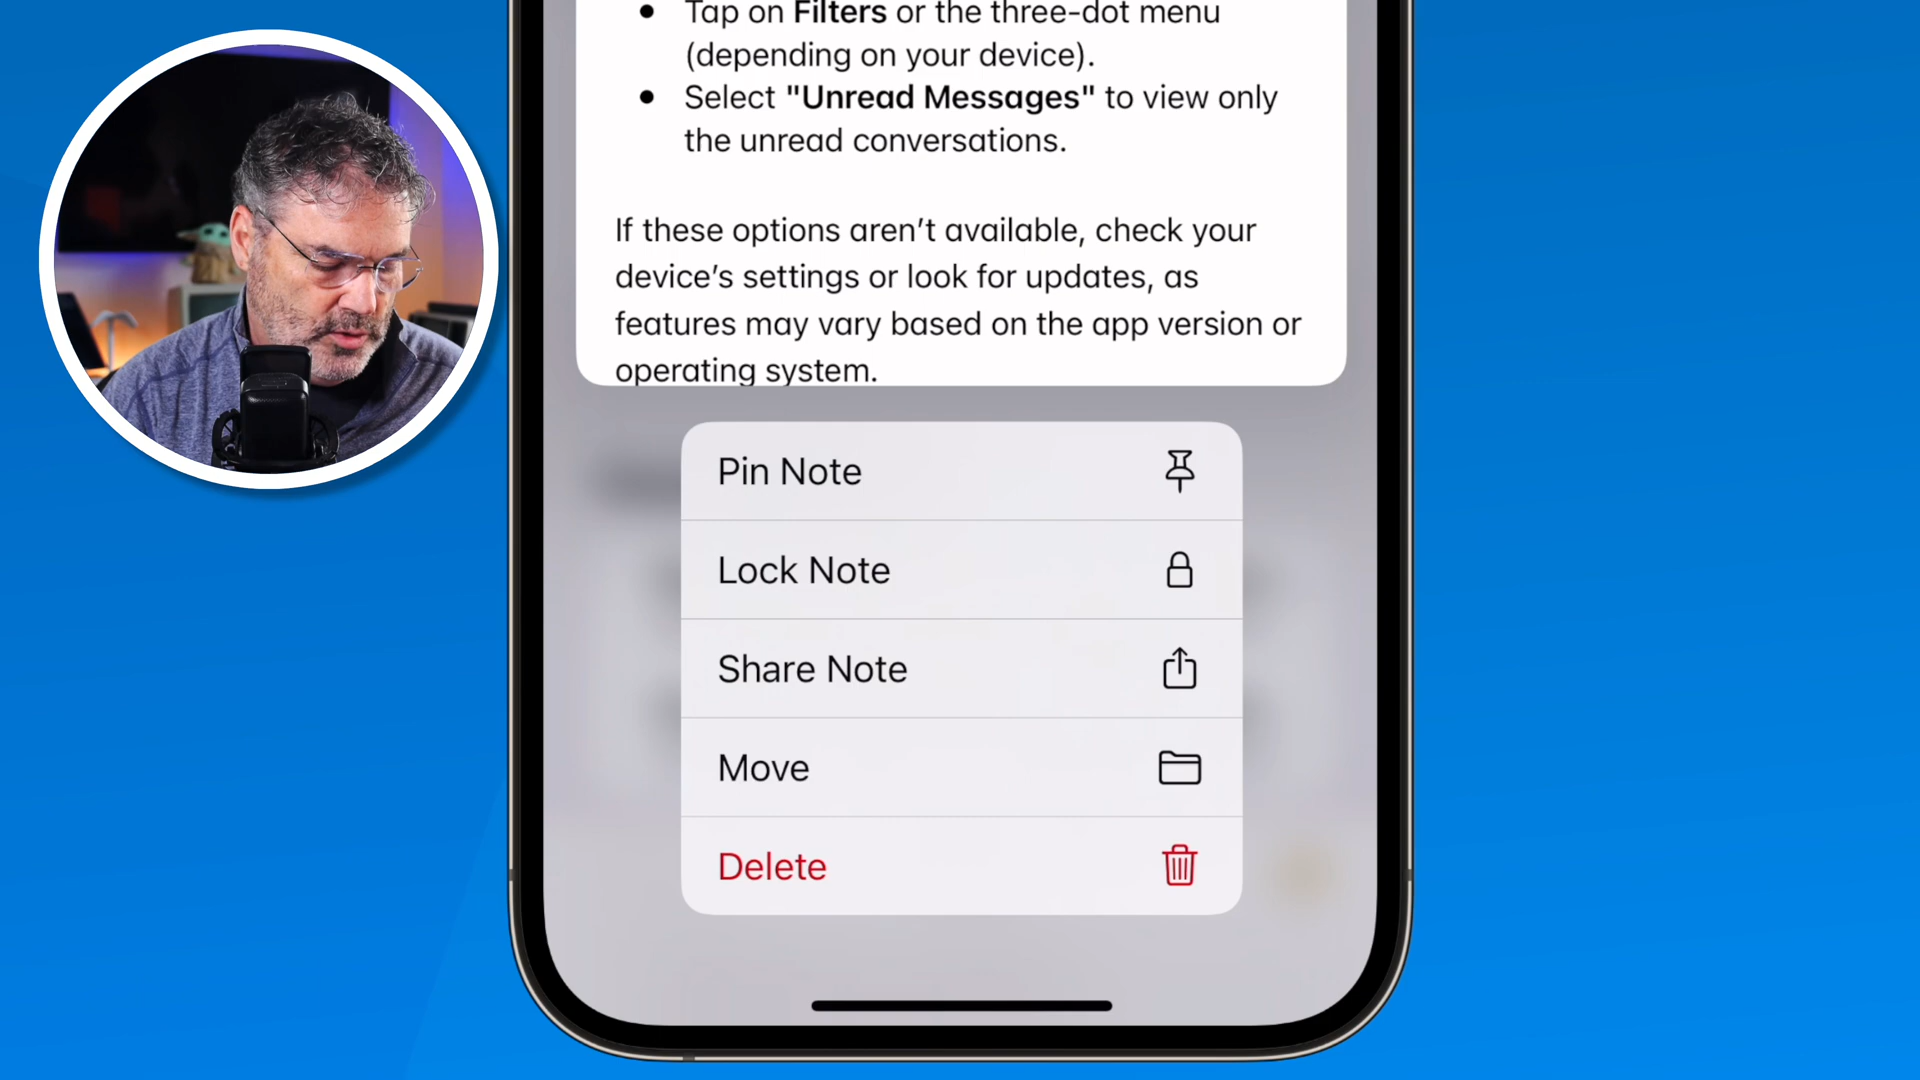 Tap on Filters or the three-dot menu
(depending on your device).
Select "Unread Messages" to view only
the unread conversations.
If these options aren’t available, check your
device’s settings or look for updates, as
features may vary based on the app version or
operating system.
Pin Note
Lock Note
Share Note
Move
Delete